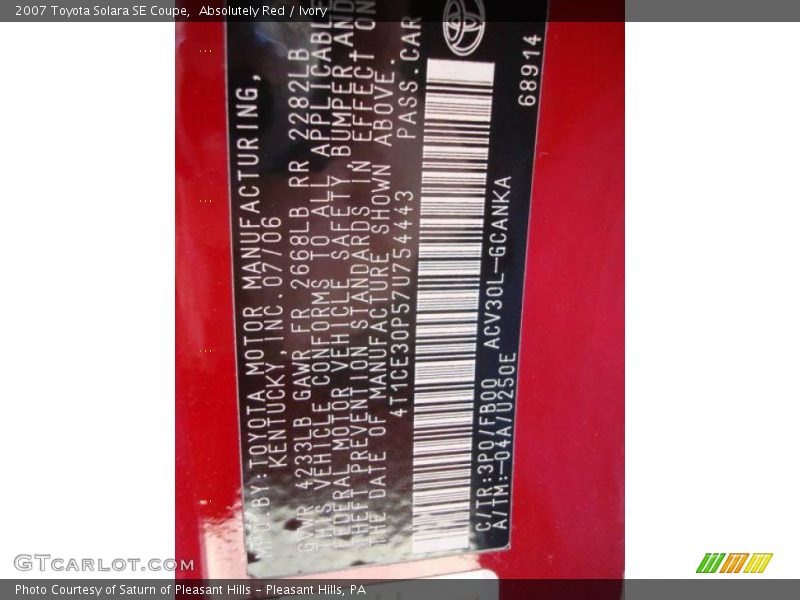 2007 Toyota Solara SE Coupe,  Absolutely Red / Ivory
MFD.BY:TOYOTA MOTOR MANUFACTURING,
KENTUCKY,INC.07/06
GVWR 4233LB GAWR FR 2668LB RR 2282LB
THIS VEHICLE CONFORMS TO ALL APPLICABLE
FEDERAL MOTOR VEHICLE SAFETY,BUMPER,AND
THEFT PREVENTION STANDARDS IN EFFECT ON
THE DATE OF MANUFACTURE SHOWN ABOVE.
4T1CE30P57U754443 PASS.CAR
C/TR:3P0/FB00 ACV30L-GCANKA
A/TM:-04A/U250E
68914
GTCarLot.com
Photo Courtesy of Saturn of Pleasant Hills – Pleasant Hills, PA